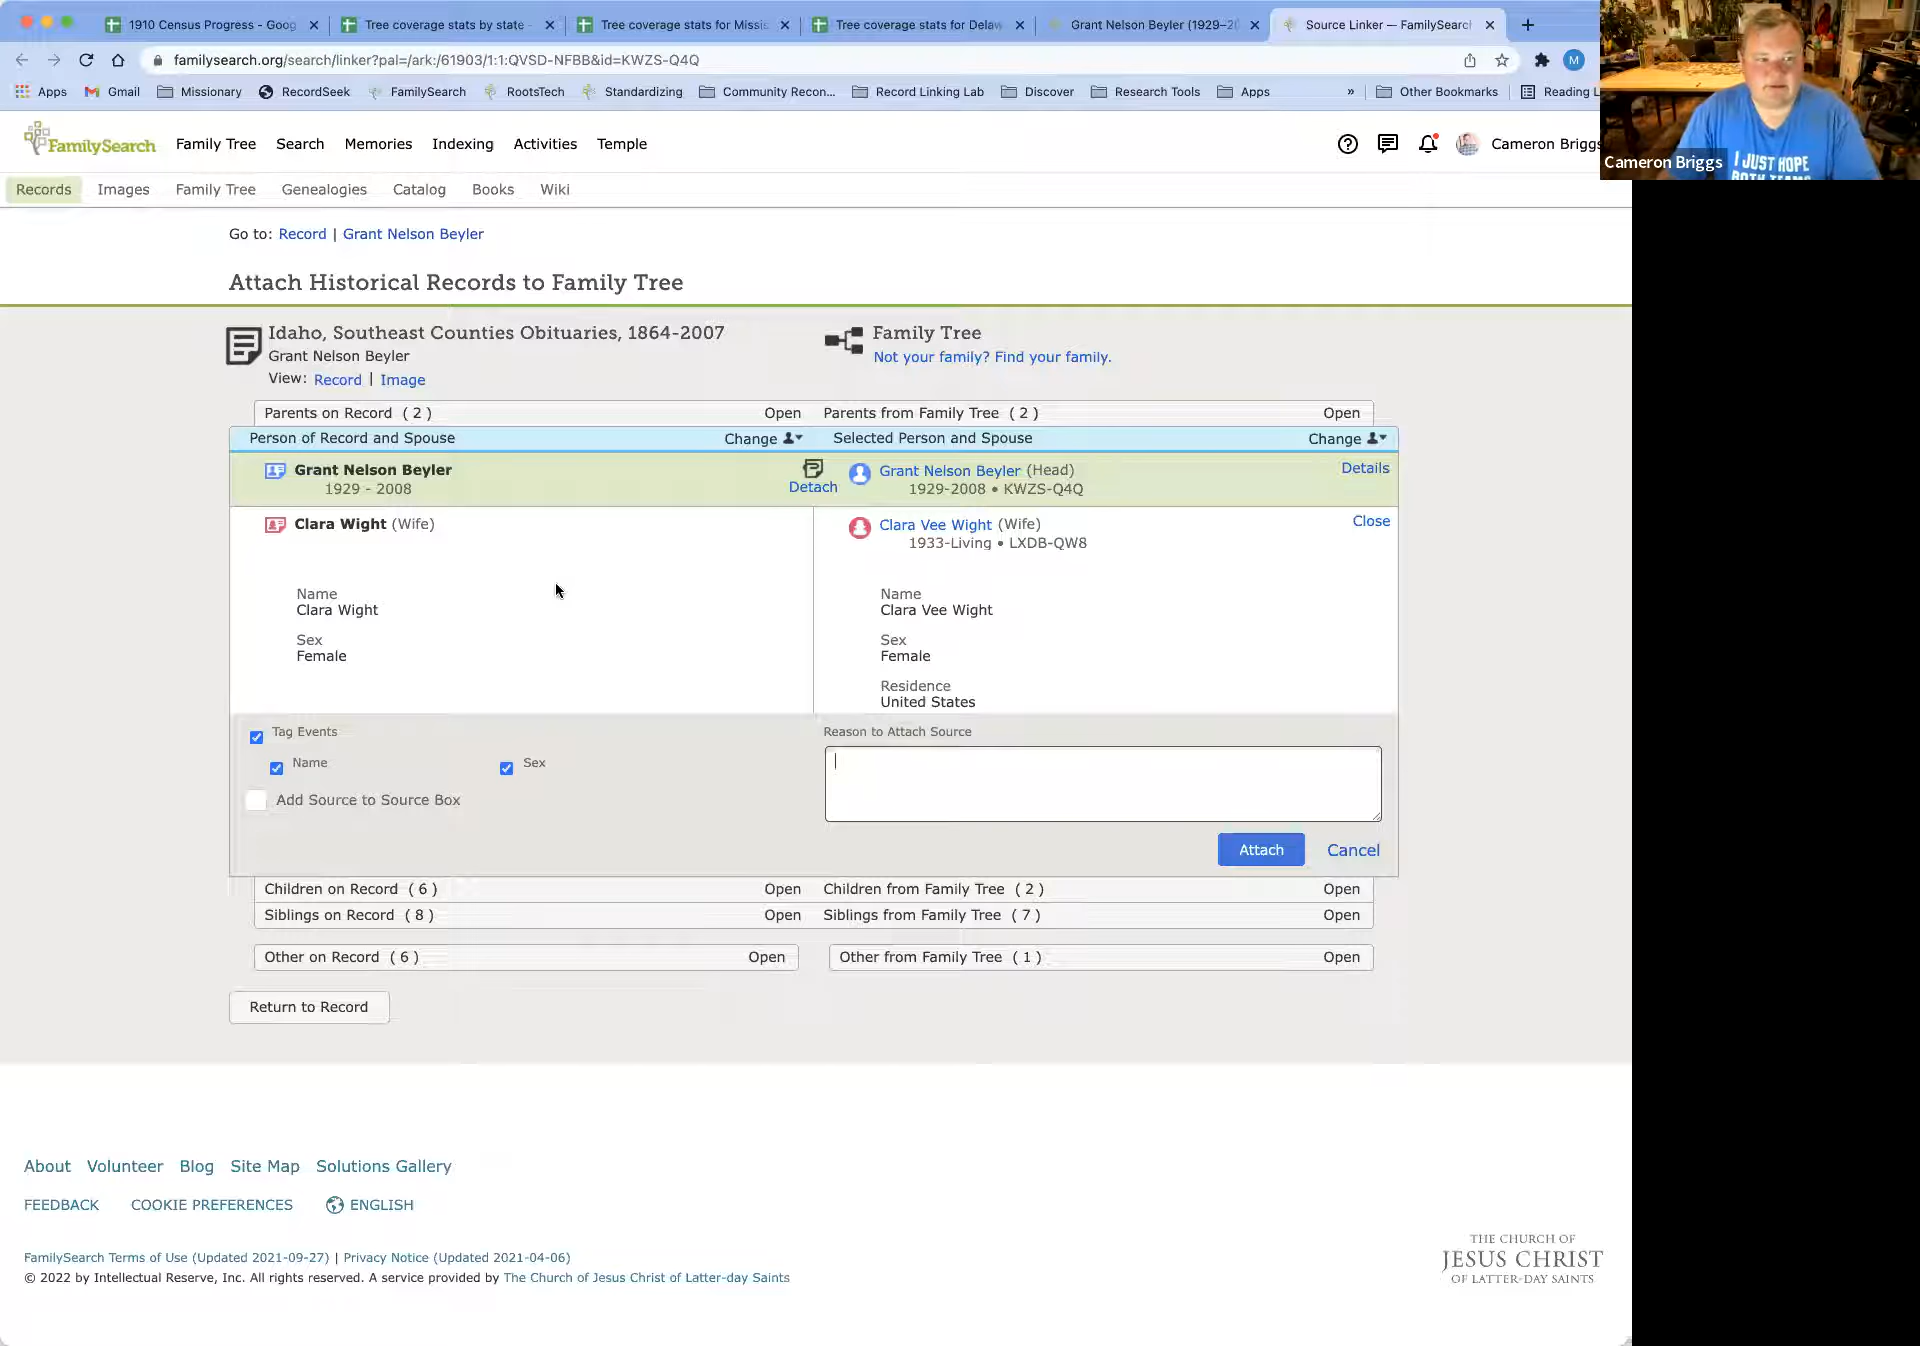 1910 Census Progress - Goog
Tree coverage stats by state -
Tree coverage stats for Missi
Tree coverage stats for Delaw
Grant Nelson Beyler (1929–20
Source Linker — FamilySearch
familysearch.org/search/linker?pal=/ark:/61903/1:1:QVSD-NFBB&id=KWZS-Q4Q
M
Apps
Gmail
Missionary
RecordSeek
FamilySearch
RootsTech
Standardizing
Community Recon...
Record Linking Lab
Discover
Research Tools
Apps
»
Other Bookmarks
Reading L
FamilySearch
Family Tree
Search
Memories
Indexing
Activities
Temple
Cameron Briggs
Cameron Briggs
I JUST HOPE
BOTH TEAMS
Records
Images
Family Tree
Genealogies
Catalog
Books
Wiki
Go to: Record | Grant Nelson Beyler
Attach Historical Records to Family Tree
Idaho, Southeast Counties Obituaries, 1864-2007
Grant Nelson Beyler
View: Record | Image
Family Tree
Not your family? Find your family.
Parents on Record ( 2 ) Open
Parents from Family Tree ( 2 ) Open
Person of Record and Spouse Change
Selected Person and Spouse Change
Grant Nelson Beyler
1929 - 2008
Detach
Grant Nelson Beyler (Head)
1929-2008 • KWZS-Q4Q
Details
Clara Wight (Wife)
Clara Vee Wight (Wife)
1933-Living • LXDB-QW8
Close
Name
Clara Wight
Sex
Female
Name
Clara Vee Wight
Sex
Female
Residence
United States
Tag Events
Name
Sex
Add Source to Source Box
Reason to Attach Source
Attach
Cancel
Children on Record ( 6 ) Open
Children from Family Tree ( 2 ) Open
Siblings on Record ( 8 ) Open
Siblings from Family Tree ( 7 ) Open
Other on Record ( 6 ) Open
Other from Family Tree ( 1 ) Open
Return to Record
About
Volunteer
Blog
Site Map
Solutions Gallery
FEEDBACK
COOKIE PREFERENCES
ENGLISH
FamilySearch Terms of Use (Updated 2021-09-27) | Privacy Notice (Updated 2021-04-06)
© 2022 by Intellectual Reserve, Inc. All rights reserved. A service provided by The Church of Jesus Christ of Latter-day Saints
THE CHURCH OF
JESUS CHRIST
OF LATTER-DAY SAINTS